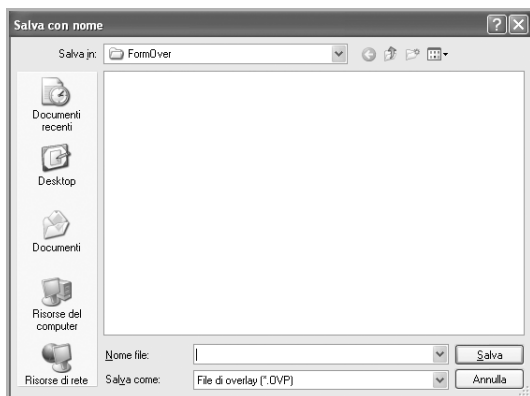 Salva con nome
Salva in: FormOver
Documenti
recenti
Desktop
Documenti
Risorse del
computer
Risorse di rete
Nome file:
Salva
Salva come: File di overlay (*.OVP)
Annulla